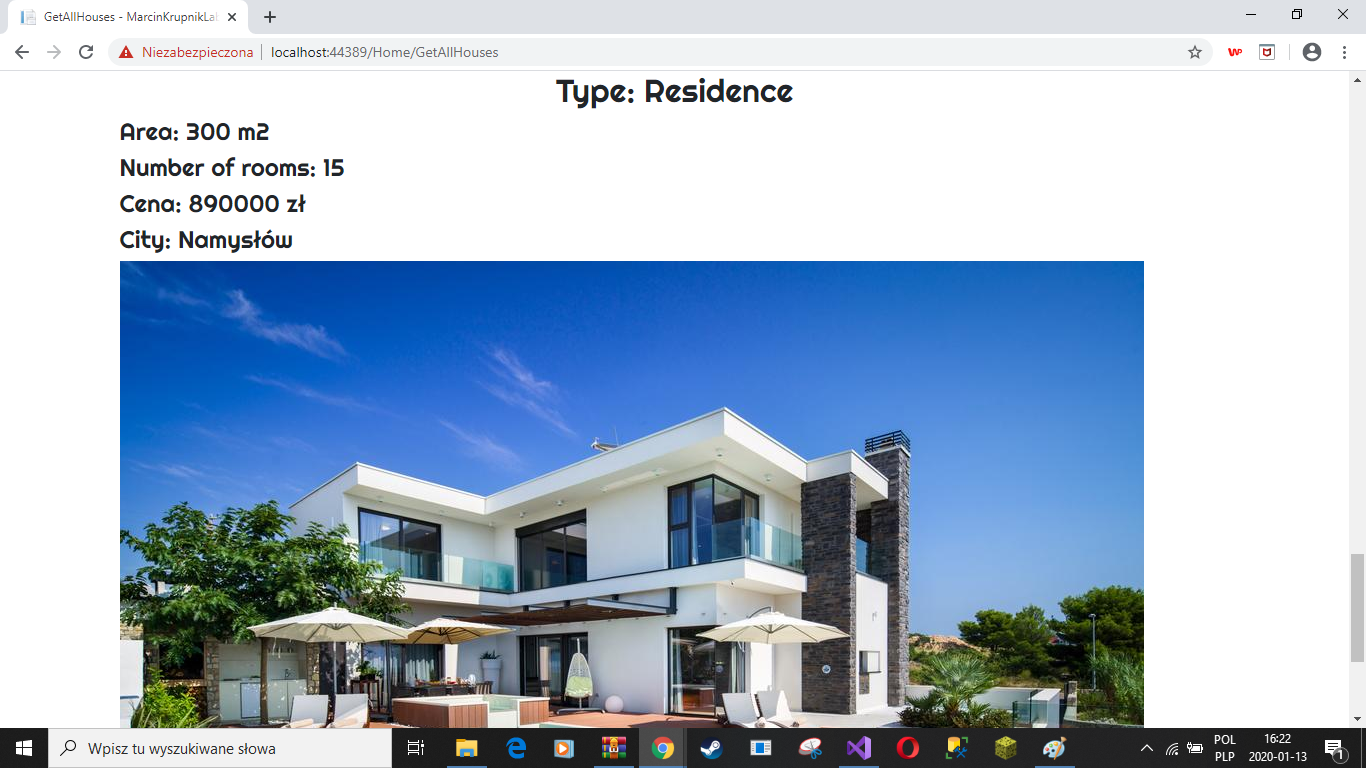 GetAllHouses - MarcinKrupnikLa
Niezabezpieczona
localhost:44389/Home/GetAllHouses
Type: Residence
Area: 300 m2
Number of rooms: 15
Cena: 890000 zł
City: Namysłów
Wpisz tu wyszukiwane słowa
POL
PLP
16:22
2020-01-13
1